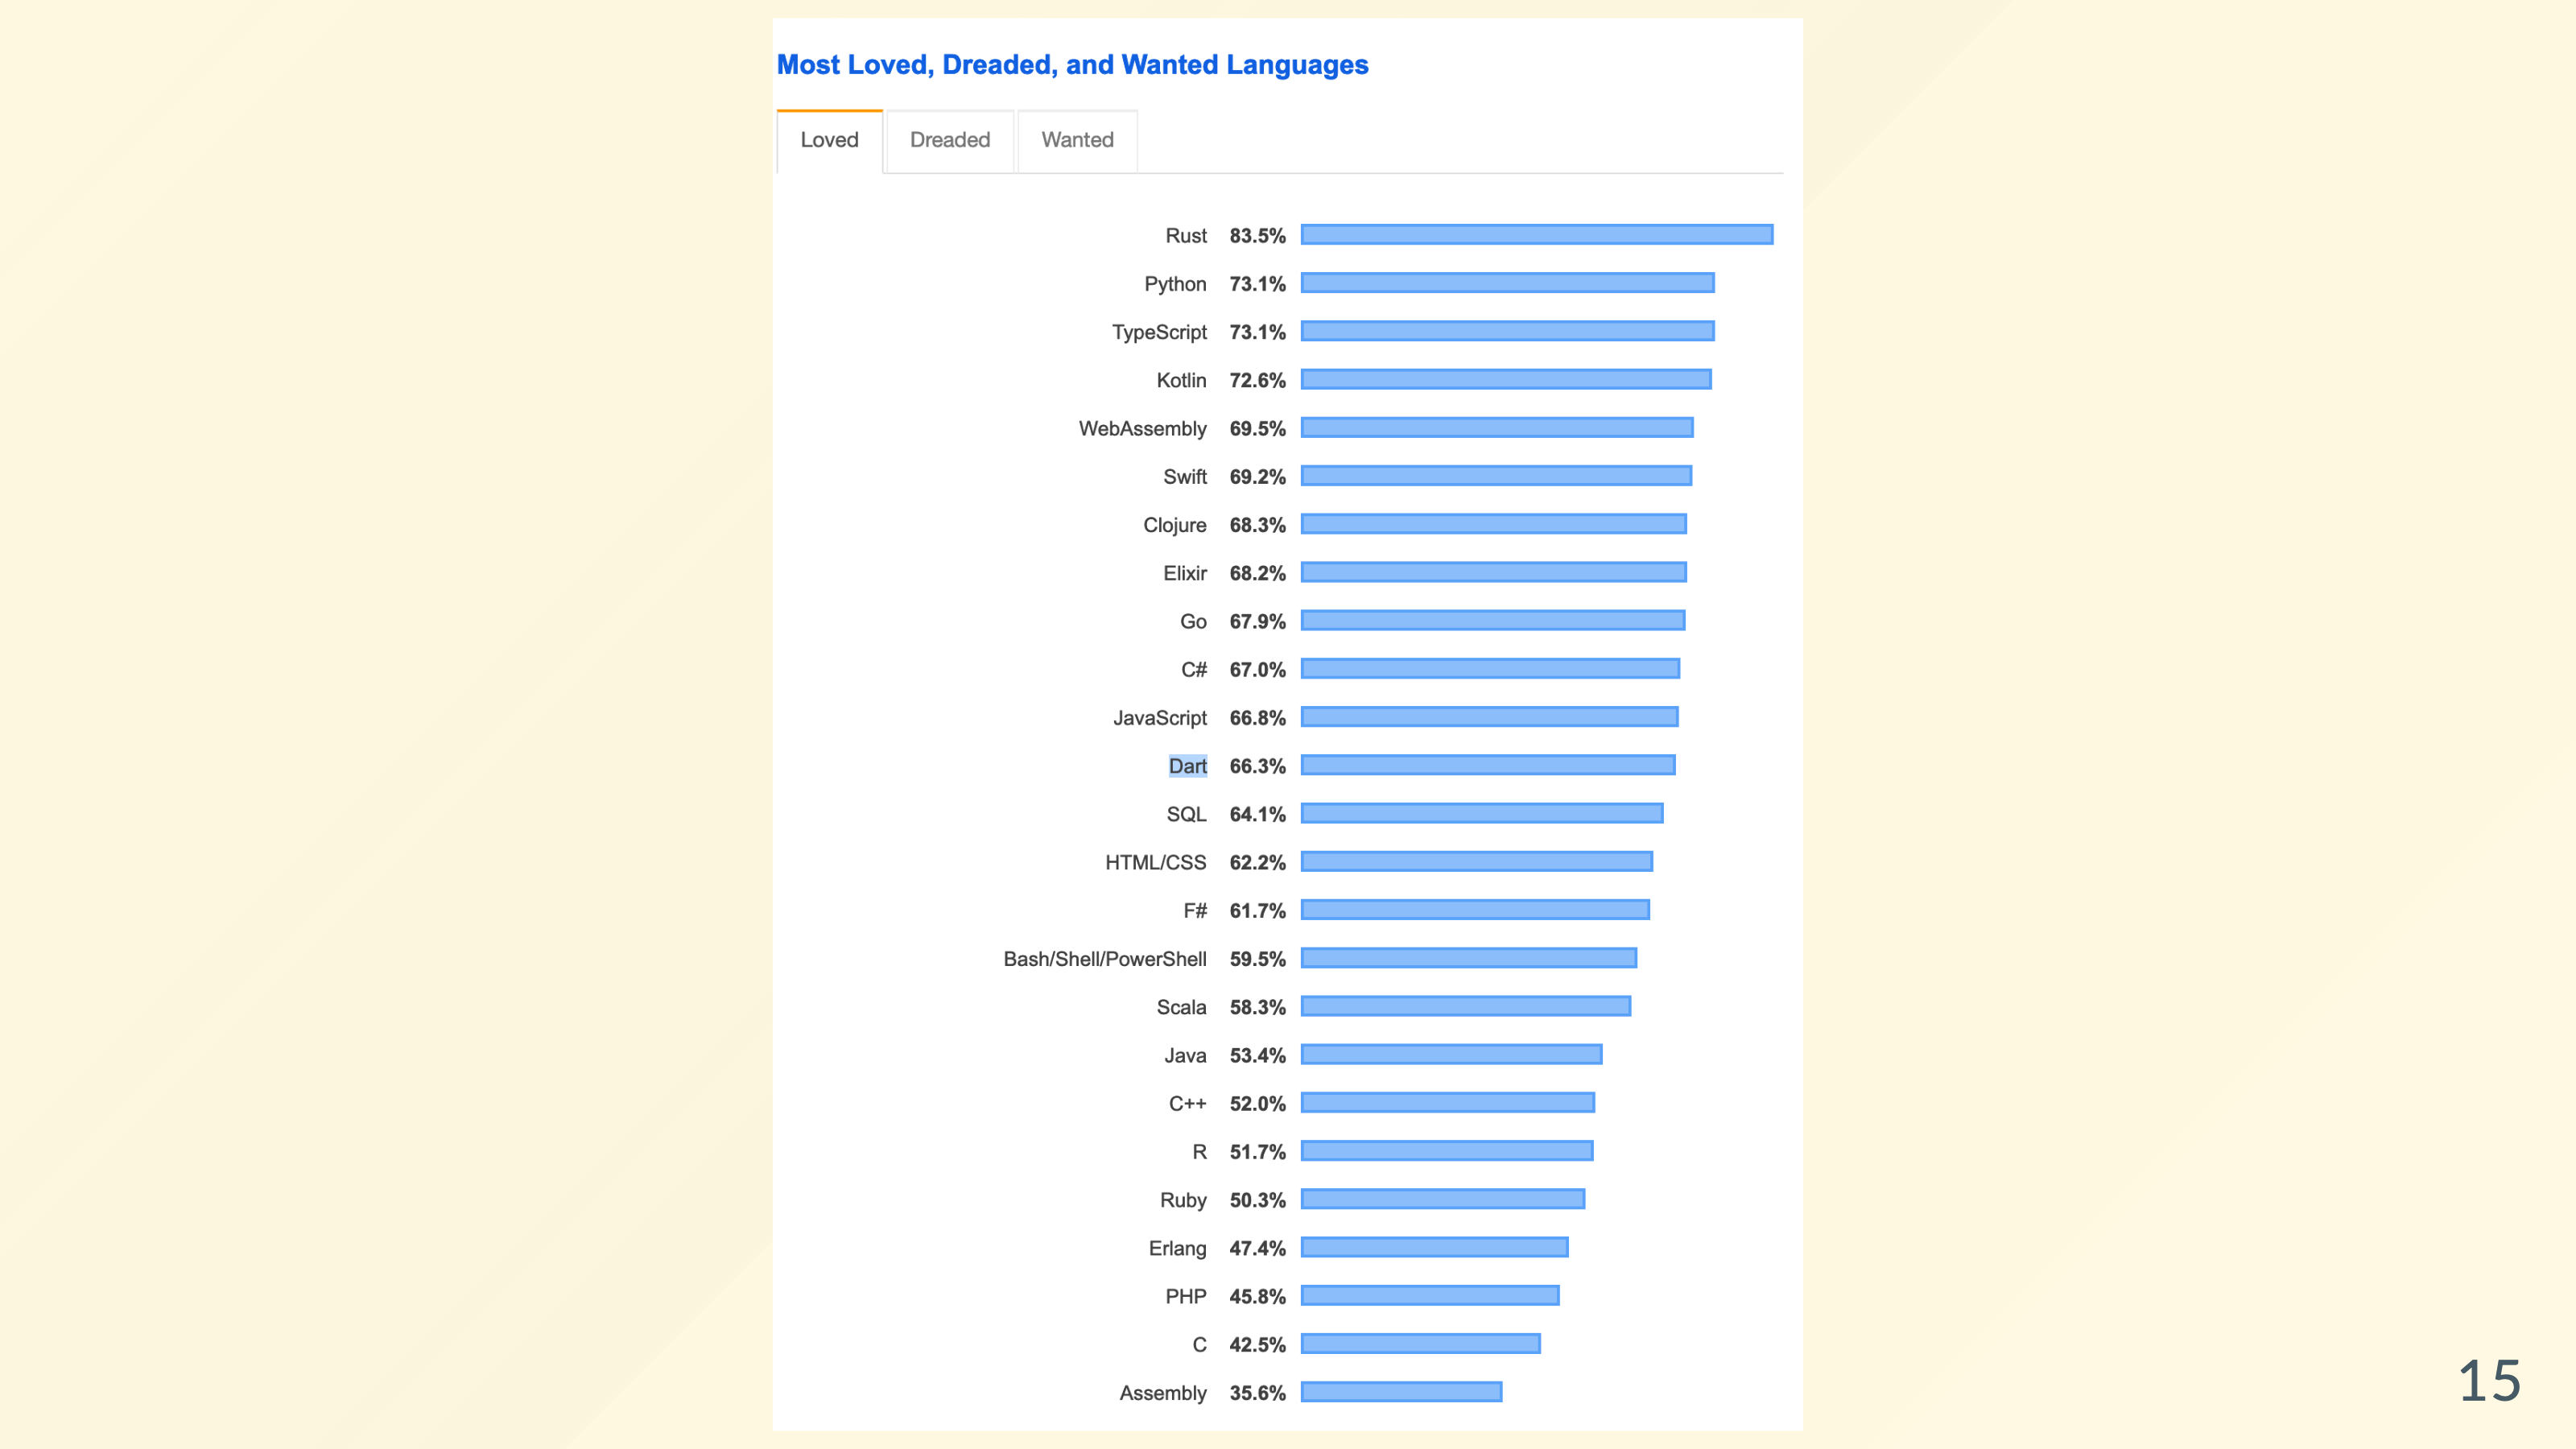 Most Loved, Dreaded, and Wanted Languages
Loved Dreaded Wanted
Rust 83.5%
Python 73.1%
TypeScript 73.1%
Kotlin 72.6%
WebAssembly 69.5%
Swift 69.2%
Clojure 68.3%
Elixir 68.2%
Go 67.9%
C# 67.0%
JavaScript 66.8%
Dart 66.3%
SQL 64.1%
HTML/CSS 62.2%
F# 61.7%
Bash/Shell/PowerShell 59.5%
Scala 58.3%
Java 53.4%
C++ 52.0%
R 51.7%
Ruby 50.3%
Erlang 47.4%
PHP 45.8%
C 42.5%
Assembly 35.6%
15